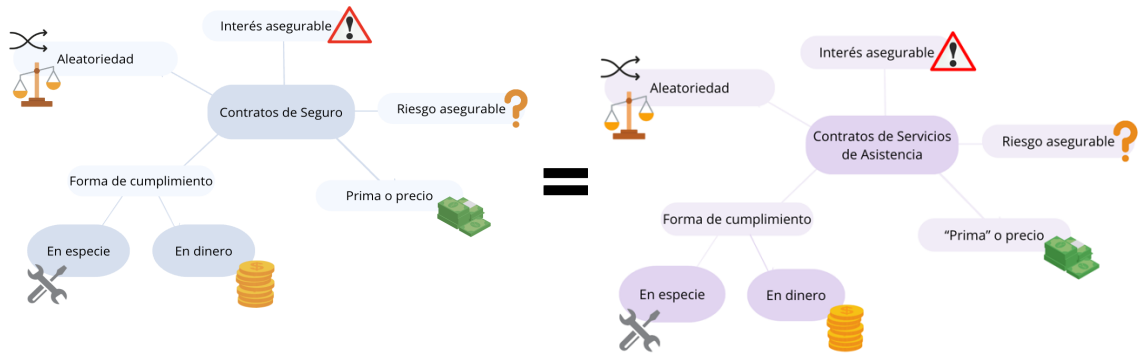 Interés asegurable
Aleatoriedad
Contratos de Seguro
Riesgo asegurable
Forma de cumplimiento
Prima o precio
En especie
En dinero
Interés asegurable
Aleatoriedad
Contratos de Servicios
de Asistencia
Riesgo asegurable
Forma de cumplimiento
“Prima” o precio
En especie
En dinero